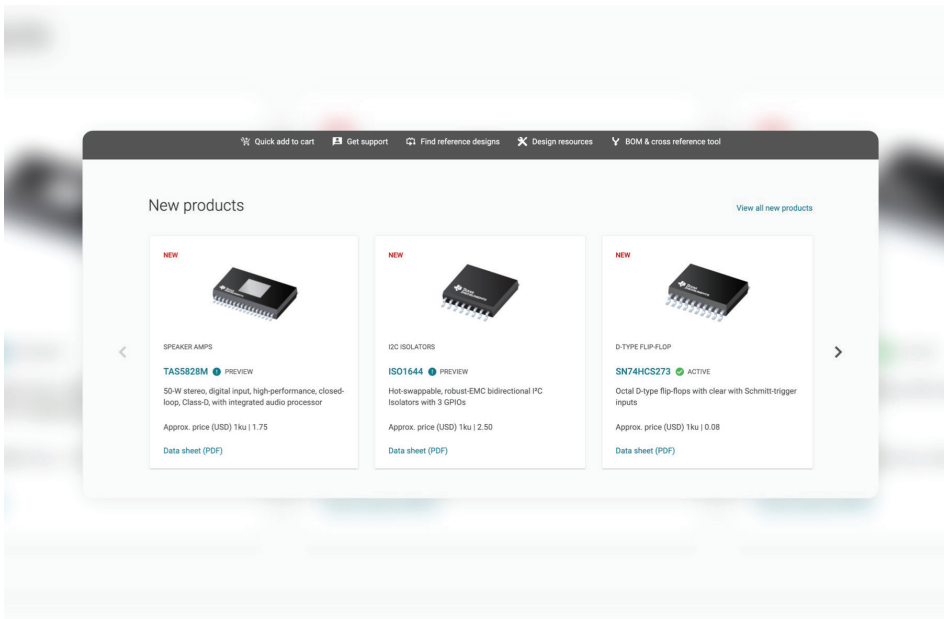 Quick add to cart Get support Find reference designs Design resources BOM & cross reference tool
New products
View all new products
NEW
SPEAKER AMPS
TAS5828M PREVIEW
50-W stereo, digital input, high-performance, closed-
loop, Class-D, with integrated audio processor
Approx. price (USD) 1ku | 1.75
Data sheet (PDF)
NEW
I2C ISOLATORS
ISO1644 PREVIEW
Hot-swappable, robust-EMC bidirectional I²C
Isolators with 3 GPIOs
Approx. price (USD) 1ku | 2.50
Data sheet (PDF)
NEW
D-TYPE FLIP-FLOP
SN74HCS273 ACTIVE
Octal D-type flip-flops with clear with Schmitt-trigger
inputs
Approx. price (USD) 1ku | 0.08
Data sheet (PDF)